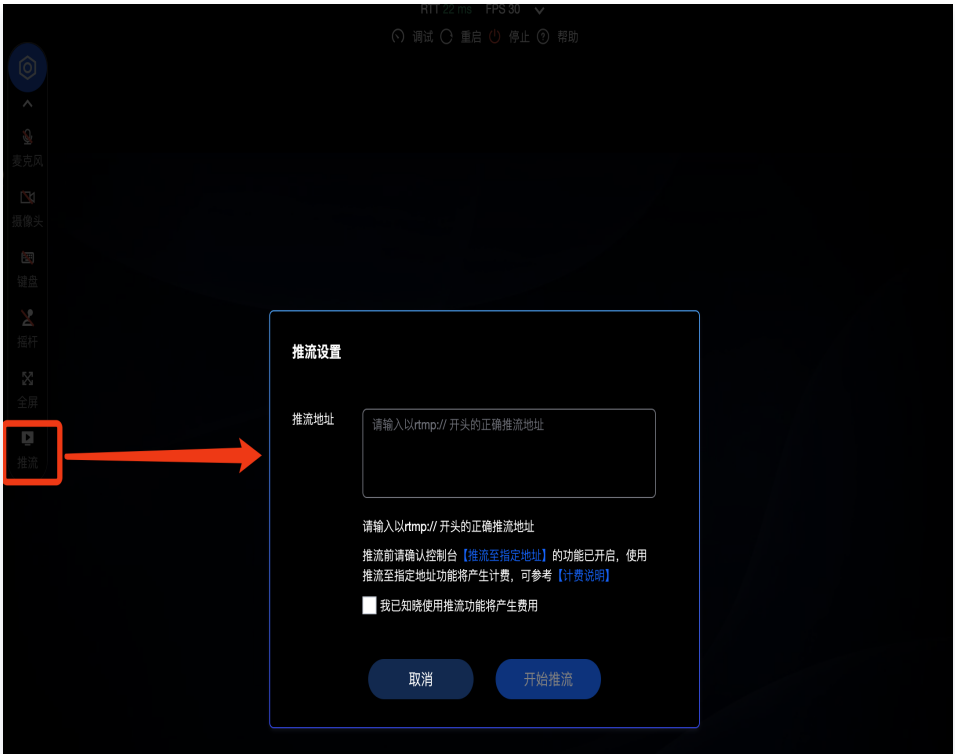 RTT 22 ms FPS 30
调试 重启 停止 帮助
麦克风
摄像头
键盘
摇杆
全屏
推流
推流设置
推流地址
请输入以rtmp:// 开头的正确推流地址
请输入以rtmp:// 开头的正确推流地址
推流前请确认控制台【推流至指定地址】的功能已开启，使用
推流至指定地址功能将产生计费，可参考【计费说明】
我已知晓使用推流功能将产生费用
取消 开始推流